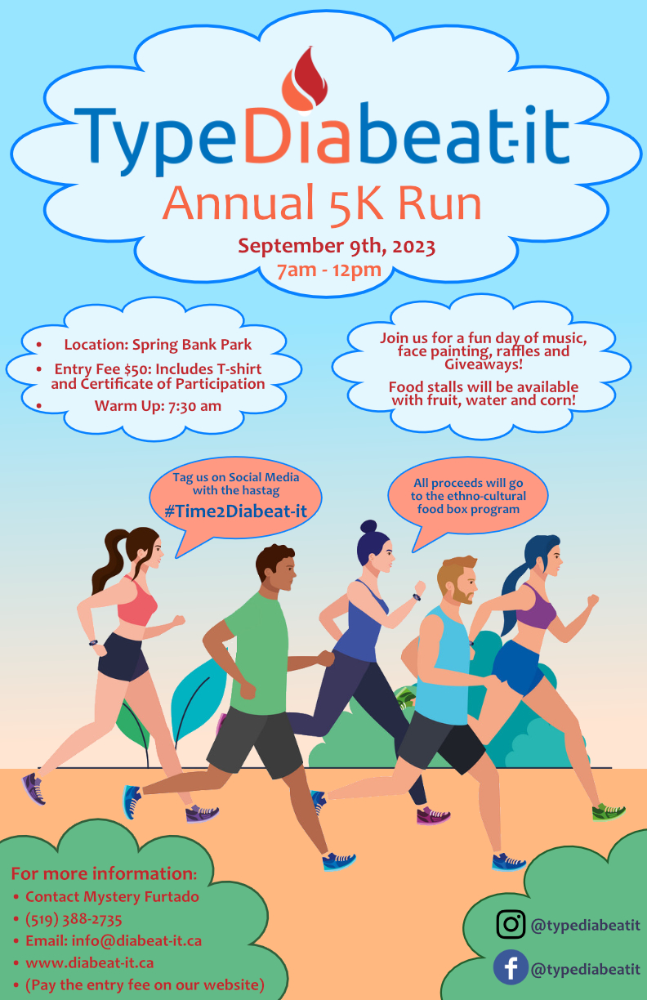 TypeDiabeat-it
Annual 5K Run
September 9th, 2023
7am - 12pm
• Location: Spring Bank Park
• Entry Fee $50: Includes T-shirt
and Certificate of Participation
• Warm Up: 7:30 am
Join us for a fun day of music,
face painting, raffles and
Giveaways!
Food stalls will be available
with fruit, water and corn!
Tag us on Social Media
with the hastag
#Time2Diabeat-it
All proceeds will go
to the ethno-cultural
food box program
For more information:
• Contact Mystery Furtado
• (519) 388-2735
• Email: info@diabeat-it.ca
• www.diabeat-it.ca
• (Pay the entry fee on our website)
@typediabeatit
@typediabeatit